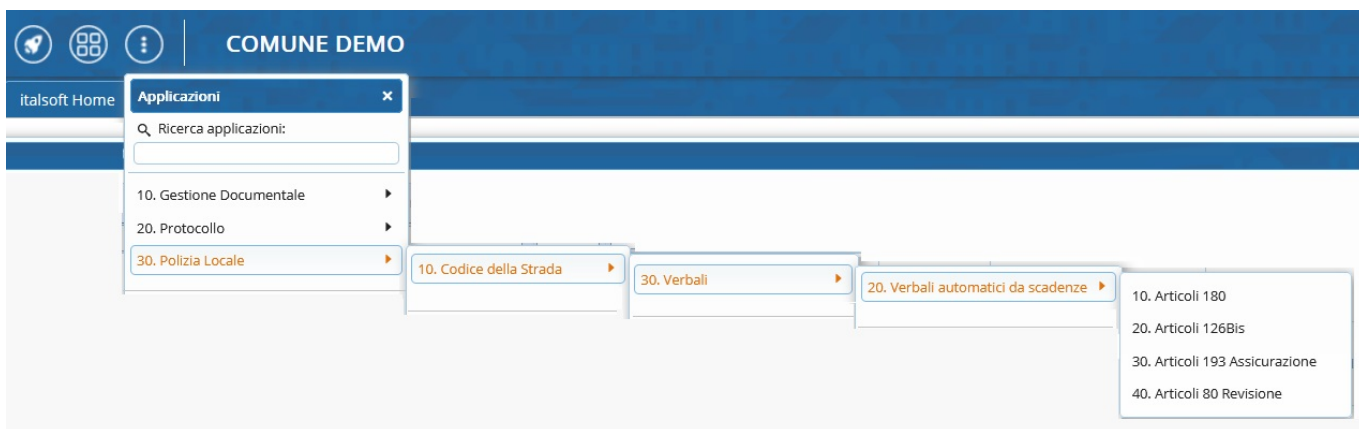 COMUNE DEMO
italsoft Home
Applicazioni
Ricerca applicazioni:
10. Gestione Documentale
20. Protocollo
30. Polizia Locale
10. Codice della Strada
30. Verbali
20. Verbali automatici da scadenze
10. Articoli 180
20. Articoli 126Bis
30. Articoli 193 Assicurazione
40. Articoli 80 Revisione